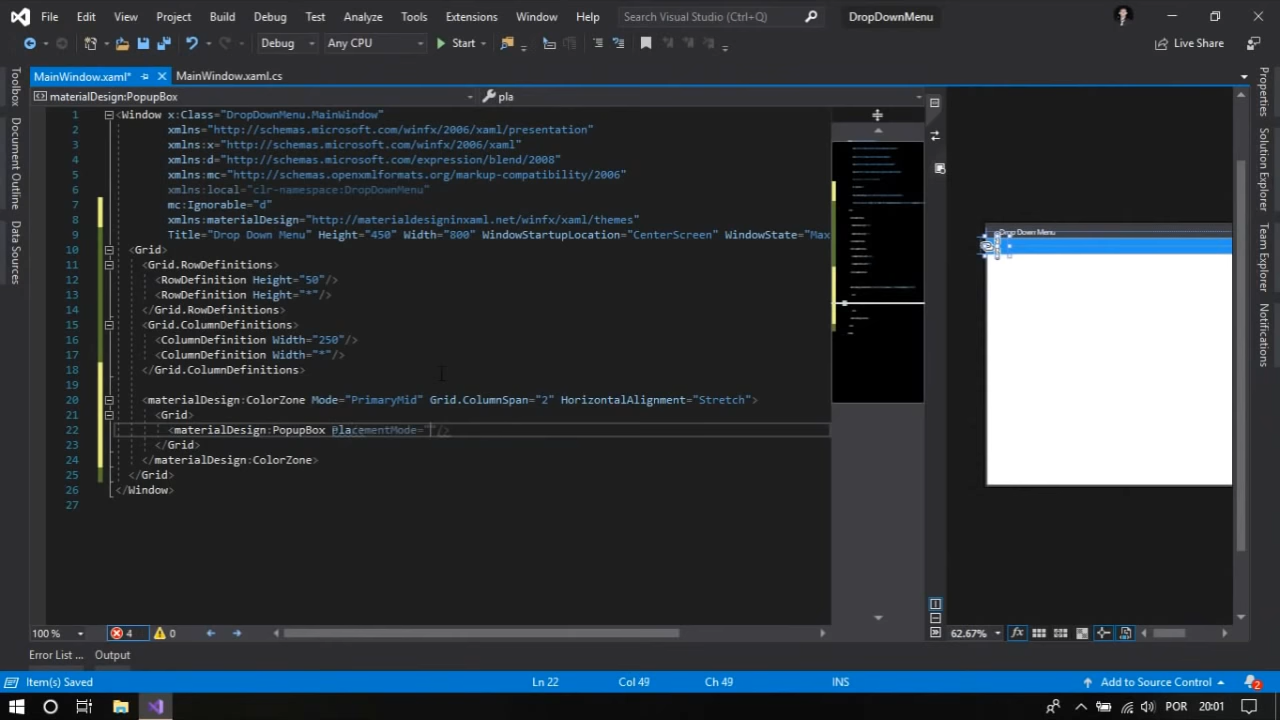 File Edit View Project Build Debug Test Analyze Tools Extensions Window Help Search Visual Studio (Ctrl+Q) DropDownMenu
Debug Any CPU Start Live Share
MainWindow.xaml* MainWindow.xaml.cs
materialDesign:PopupBox pla
1 <Window x:Class="DropDownMenu.MainWindow"
2 xmlns="http://schemas.microsoft.com/winfx/2006/xaml/presentation"
3 xmlns:x="http://schemas.microsoft.com/winfx/2006/xaml"
4 xmlns:d="http://schemas.microsoft.com/expression/blend/2008"
5 xmlns:mc="http://schemas.openxmlformats.org/markup-compatibility/2006"
6 xmlns:local="clr-namespace:DropDownMenu"
7 mc:Ignorable="d"
8 xmlns:materialDesign="http://materialdesigninxaml.net/winfx/xaml/themes"
9 Title="Drop Down Menu" Height="450" Width="800" WindowStartupLocation="CenterScreen" WindowState="Max
10 <Grid>
11 <Grid.RowDefinitions>
12 <RowDefinition Height="50"/>
13 <RowDefinition Height="*"/>
14 </Grid.RowDefinitions>
15 <Grid.ColumnDefinitions>
16 <ColumnDefinition Width="250"/>
17 <ColumnDefinition Width="*"/>
18 </Grid.ColumnDefinitions>
19
20 <materialDesign:ColorZone Mode="PrimaryMid" Grid.ColumnSpan="2" HorizontalAlignment="Stretch">
21 <Grid>
22 <materialDesign:PopupBox PlacementMode=""/>
23 </Grid>
24 </materialDesign:ColorZone>
25 </Grid>
26 </Window>
27
Toolbox
Document Outline
Data Sources
Drop Down Menu
Properties
Solution Explorer
Team Explorer
Notifications
100 % 4 0
62.67% fx
Error List ... Output
Item(s) Saved Ln 22 Col 49 Ch 49 INS Add to Source Control 2
POR 20:01